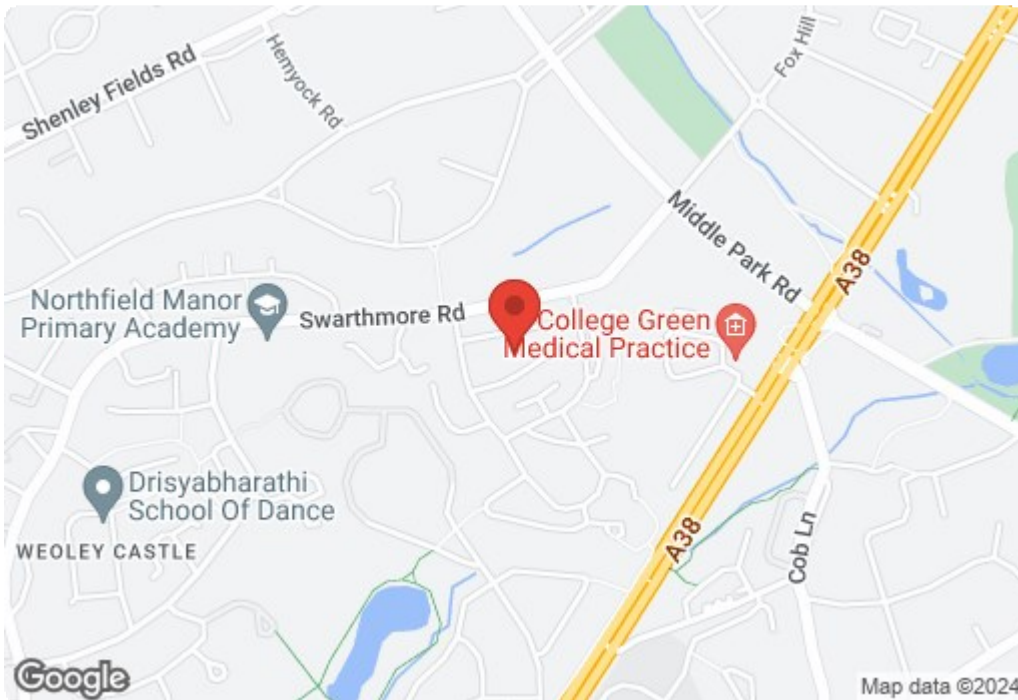 Shenley Fields Rd
Hemyock Rd
Fox Hill
Middle Park Rd
A38
Northfield Manor
Primary Academy
Swarthmore Rd
College Green
Medical Practice
Drisyabharathi
School Of Dance
WEOLEY CASTLE
A38
Cob Ln
Google
Map data ©2024